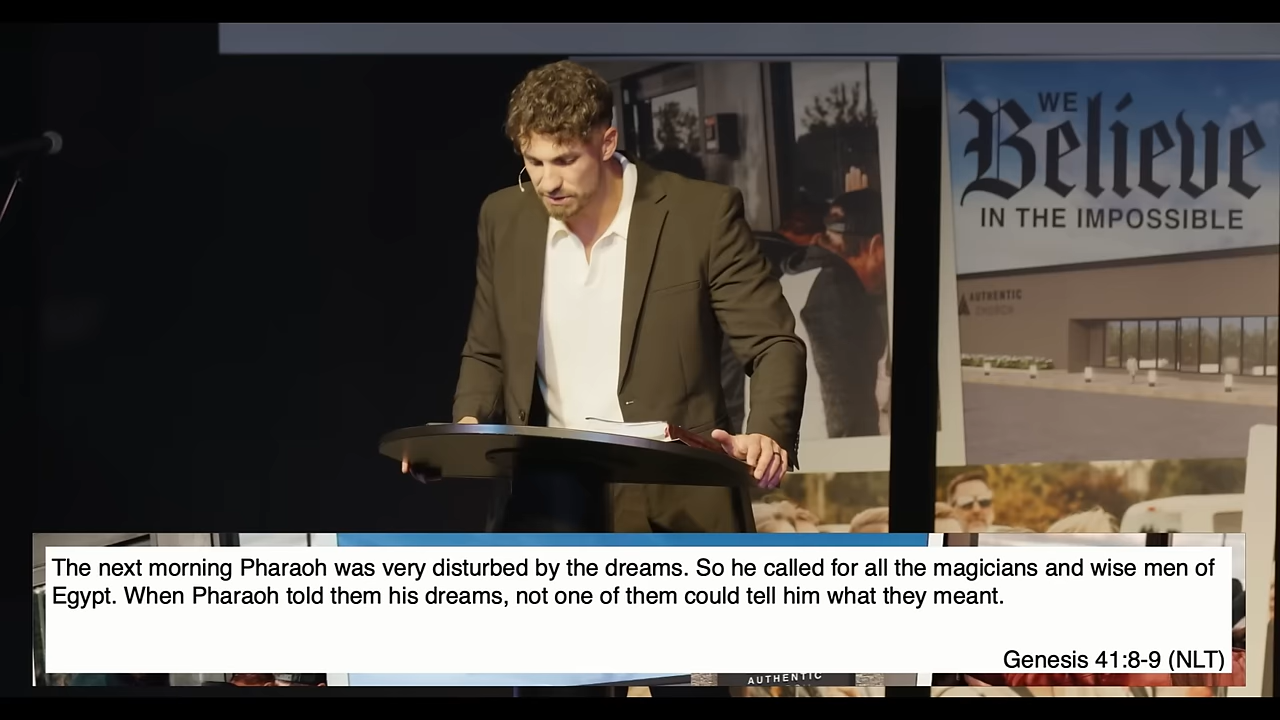 WE
Believe
IN THE IMPOSSIBLE
AUTHENTIC
CHURCH
The next morning Pharaoh was very disturbed by the dreams. So he called for all the magicians and wise men of
Egypt. When Pharaoh told them his dreams, not one of them could tell him what they meant.
Genesis 41:8-9 (NLT)
AUTHENTIC